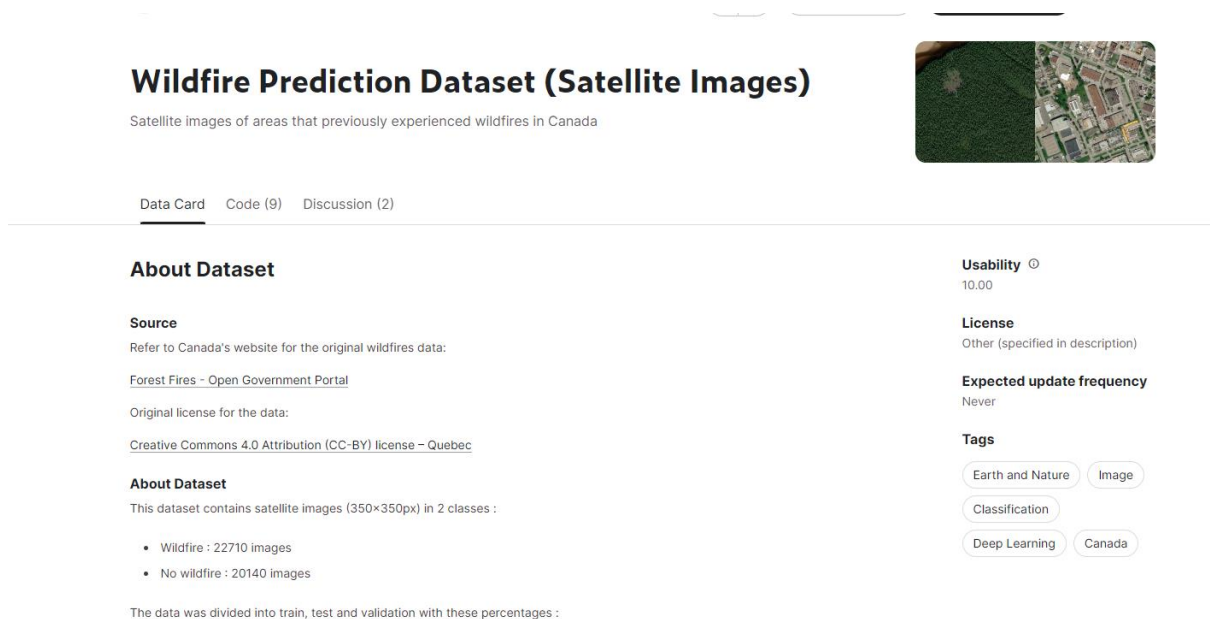 Wildfire Prediction Dataset (Satellite Images)
Satellite images of areas that previously experienced wildfires in Canada
Data Card
Code (9)
Discussion (2)
About Dataset
Source
Refer to Canada's website for the original wildfires data:
Forest Fires - Open Government Portal
Original license for the data:
Creative Commons 4.0 Attribution (CC-BY) license – Quebec
About Dataset
This dataset contains satellite images (350x350px) in 2 classes :
• Wildfire : 22710 images
• No wildfire : 20140 images
The data was divided into train, test and validation with these percentages :
Usability
10.00
License
Other (specified in description)
Expected update frequency
Never
Tags
Earth and Nature
Image
Classification
Deep Learning
Canada